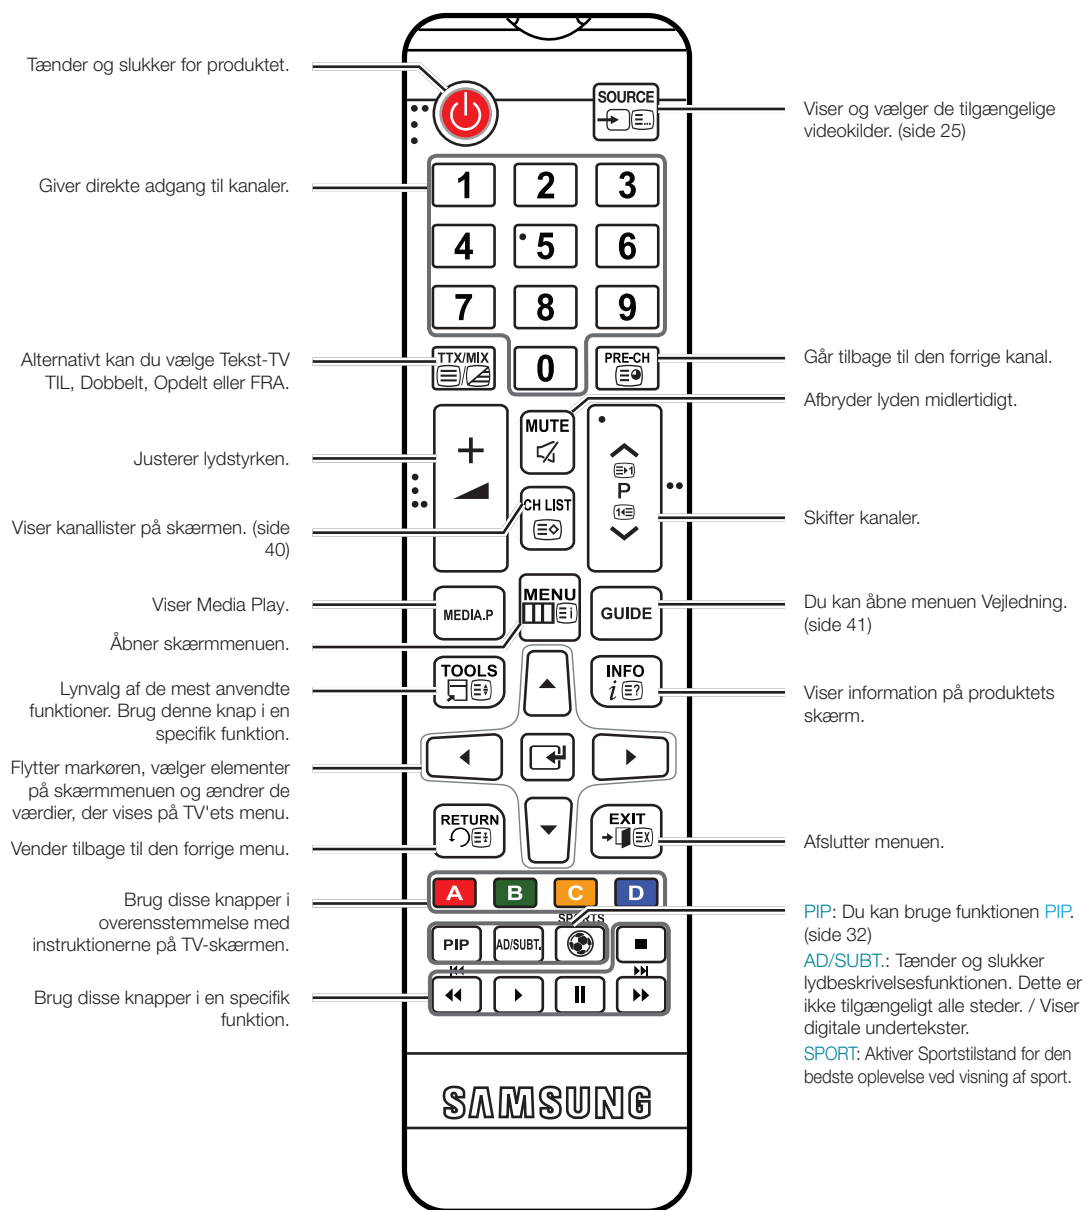 Tænder og slukker for produktet.
SOURCE
Viser og vælger de tilgængelige
videokilder. (side 25)
Giver direkte adgang til kanaler.
1 2 3
4 5 6
7 8 9
0
Alternativt kan du vælge Tekst-TV
TIL, Dobbelt, Opdelt eller FRA.
TTX/MIX
PRE-CH
Går tilbage til den forrige kanal.
MUTE
Afbryder lyden midlertidigt.
Justerer lydstyrken.
+
P
1
1
CH LIST
Viser kanallister på skærmen. (side
40)
Skifter kanaler.
Viser Media Play.
MEDIA.P
MENU
GUIDE
Du kan åbne menuen Vejledning.
(side 41)
Åbner skærmmenuen.
TOOLS
INFO
i ?
Lynvalg af de mest anvendte
funktioner. Brug denne knap i en
specifik funktion.
Viser information på produktets
skærm.
Flytter markøren, vælger elementer
på skærmmenuen og ændrer de
værdier, der vises på TV'ets menu.
RETURN
EXIT
X
Vender tilbage til den forrige menu.
Afslutter menuen.
A B C D
Brug disse knapper i
overensstemmelse med
instruktionerne på TV-skærmen.
SPORTS
PIP AD/SUBT.
Brug disse knapper i en specifik
funktion.
PIP: Du kan bruge funktionen PIP.
(side 32)
AD/SUBT.: Tænder og slukker
lydbeskrivelsesfunktionen. Dette er
ikke tilgængeligt alle steder. / Viser
digitale undertekster.
SPORT: Aktiver Sportstilstand for den
bedste oplevelse ved visning af sport.
SAMSUNG